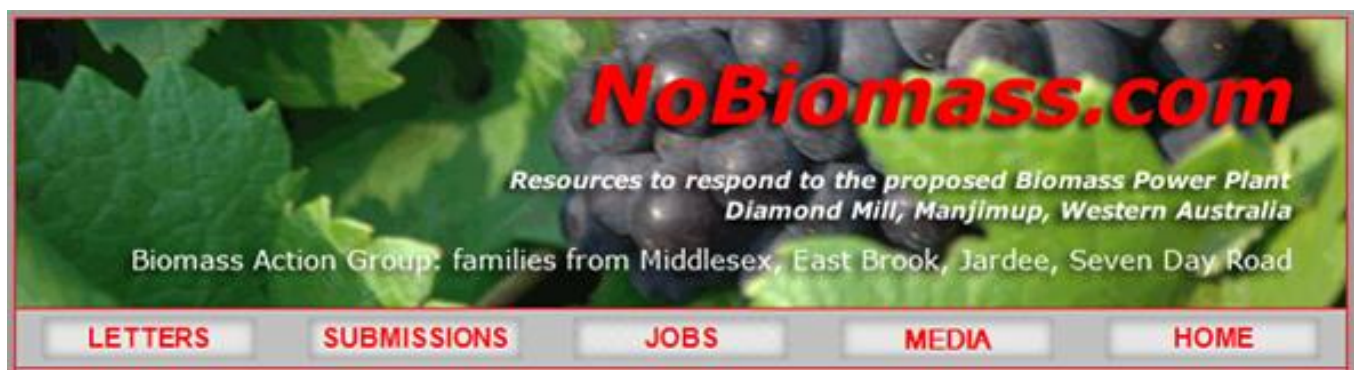 NoBiomass.com
Resources to respond to the proposed Biomass Power Plant
Diamond Mill, Manjimup, Western Australia
Biomass Action Group: families from Middlesex, East Brook, Jardee, Seven Day Road
LETTERS SUBMISSIONS JOBS MEDIA HOME